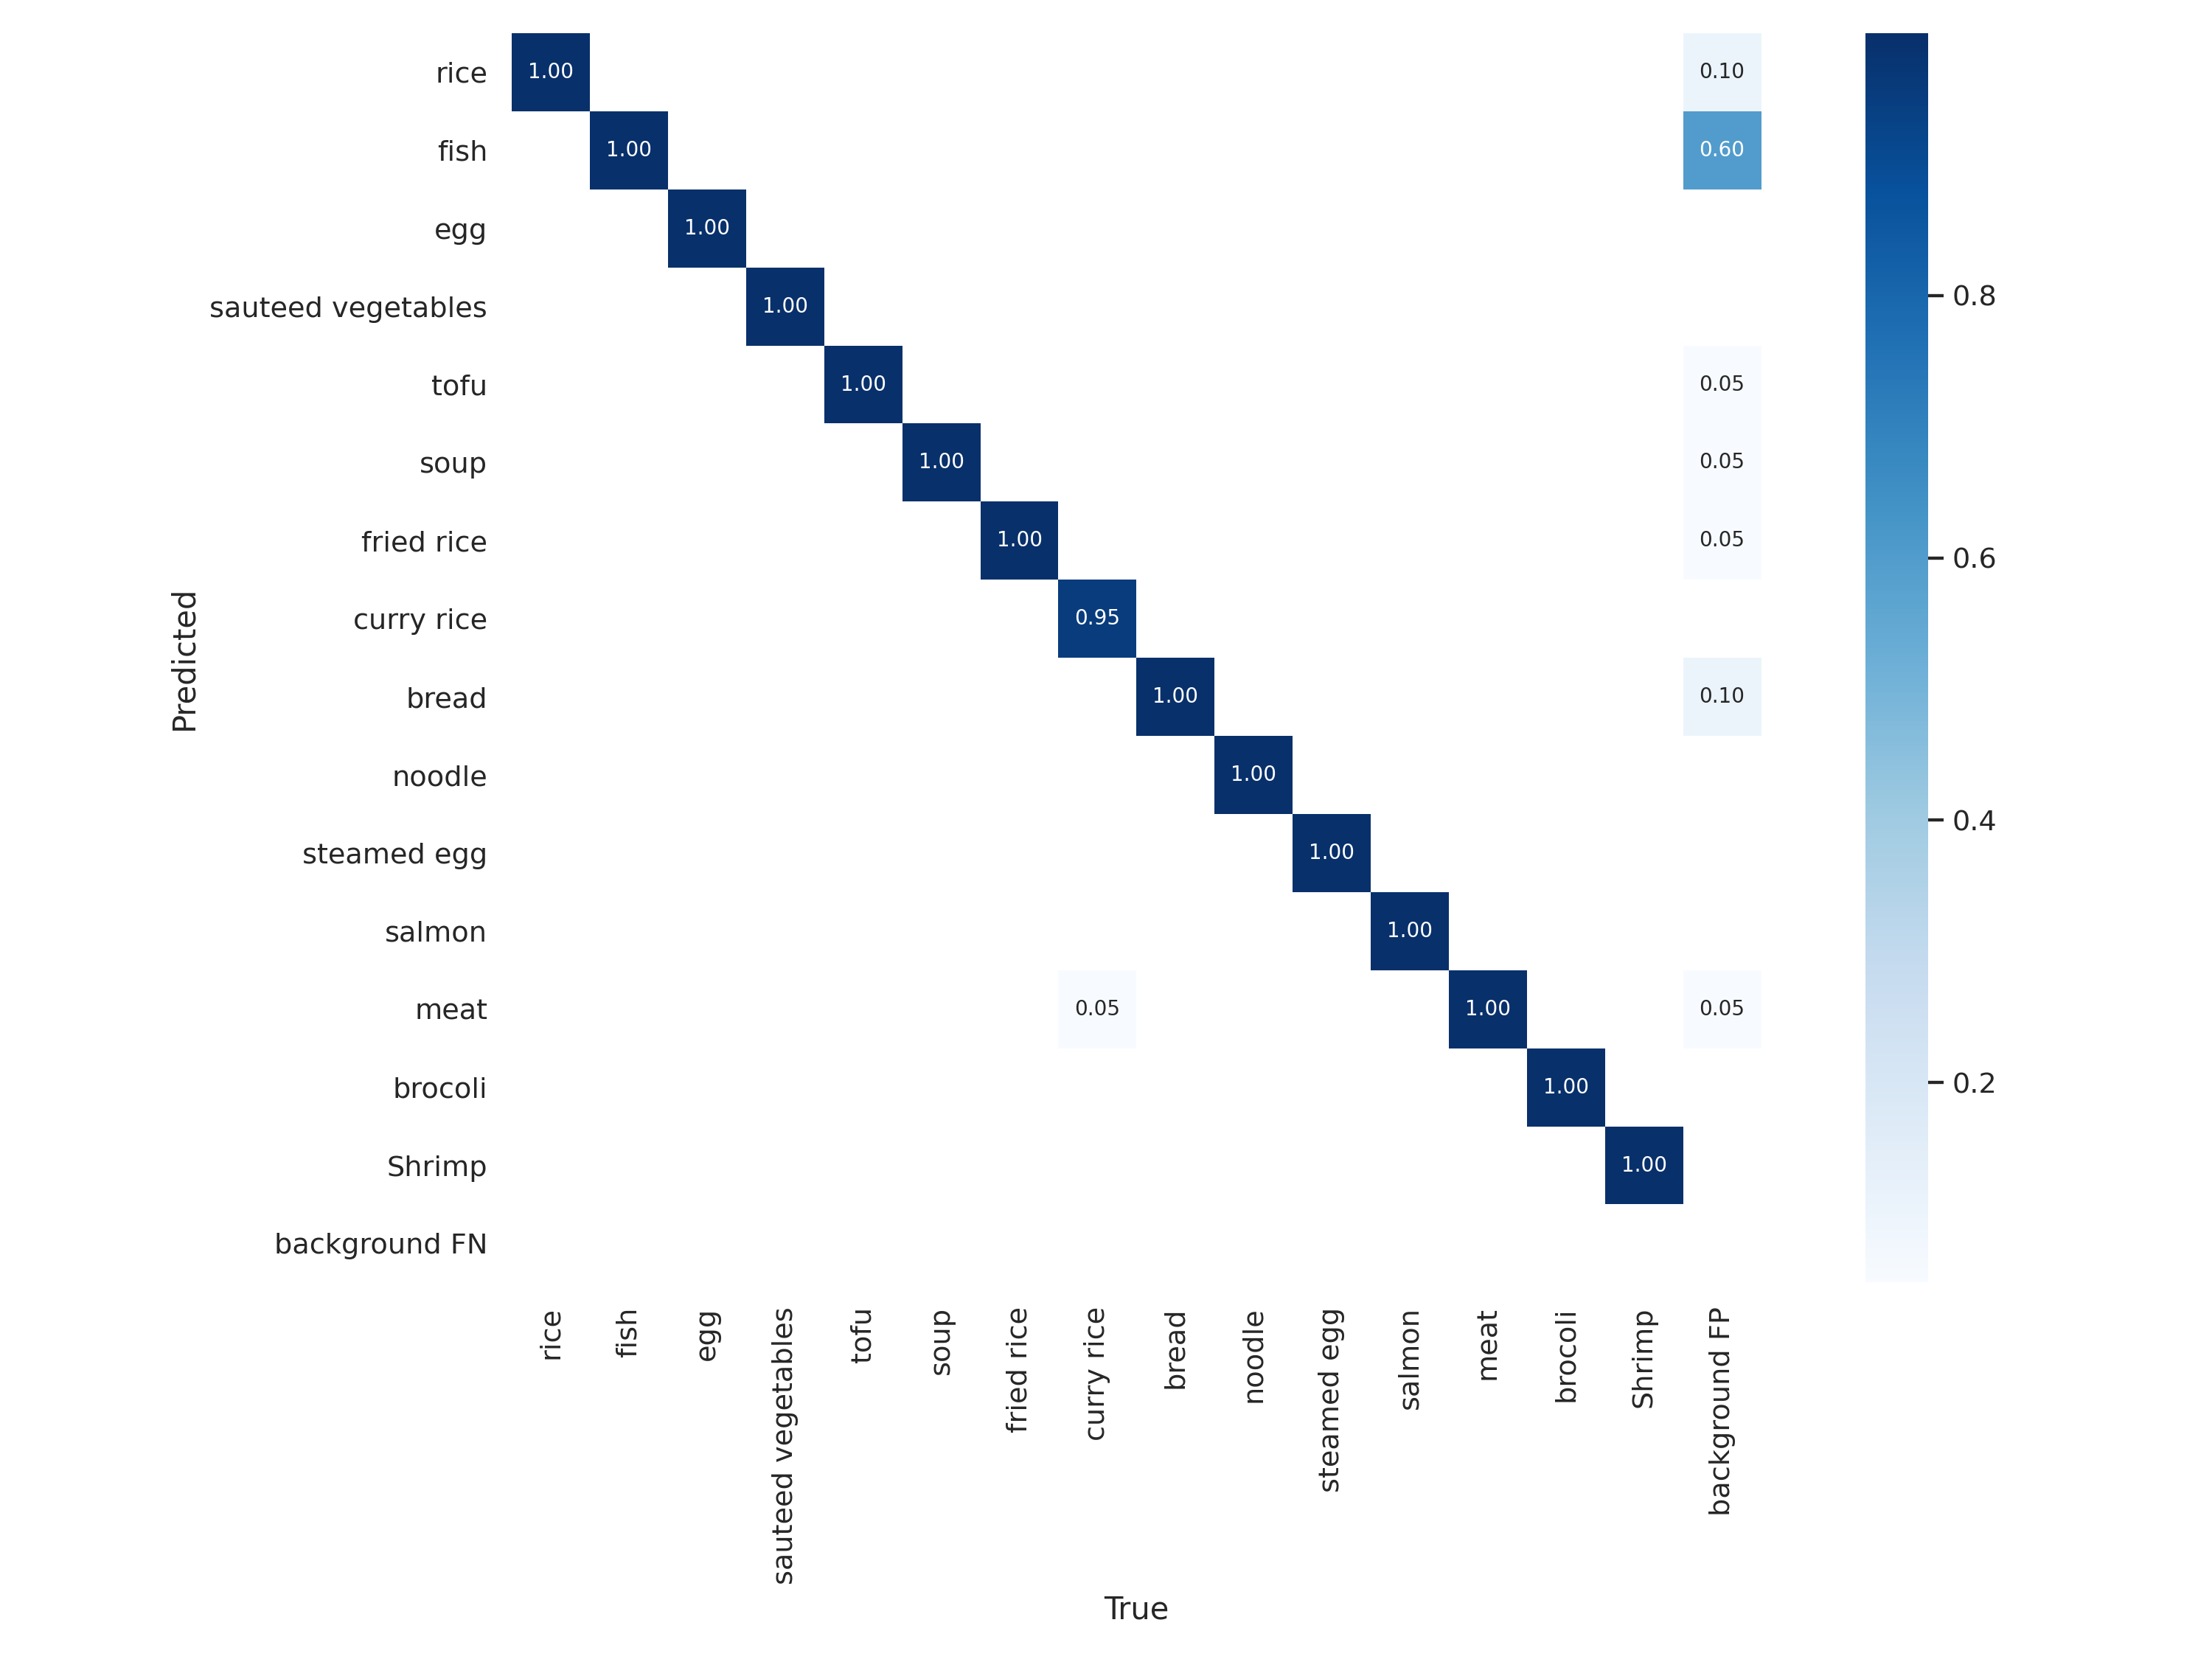 rice 1.00 0.10
fish 1.00 0.60
egg 1.00
sauteed vegetables 1.00
0.8
tofu 1.00 0.05
soup 1.00 0.05
fried rice 1.00 0.05
0.6
curry rice 0.95
Predicted
bread 1.00 0.10
noodle 1.00
0.4
steamed egg 1.00
salmon 1.00
meat 0.05 1.00 0.05
brocoli 1.00
0.2
Shrimp 1.00
background FN
rice
fish
egg
sauteed vegetables
tofu
soup
fried rice
curry rice
bread
noodle
steamed egg
salmon
meat
brocoli
Shrimp
background FP
True